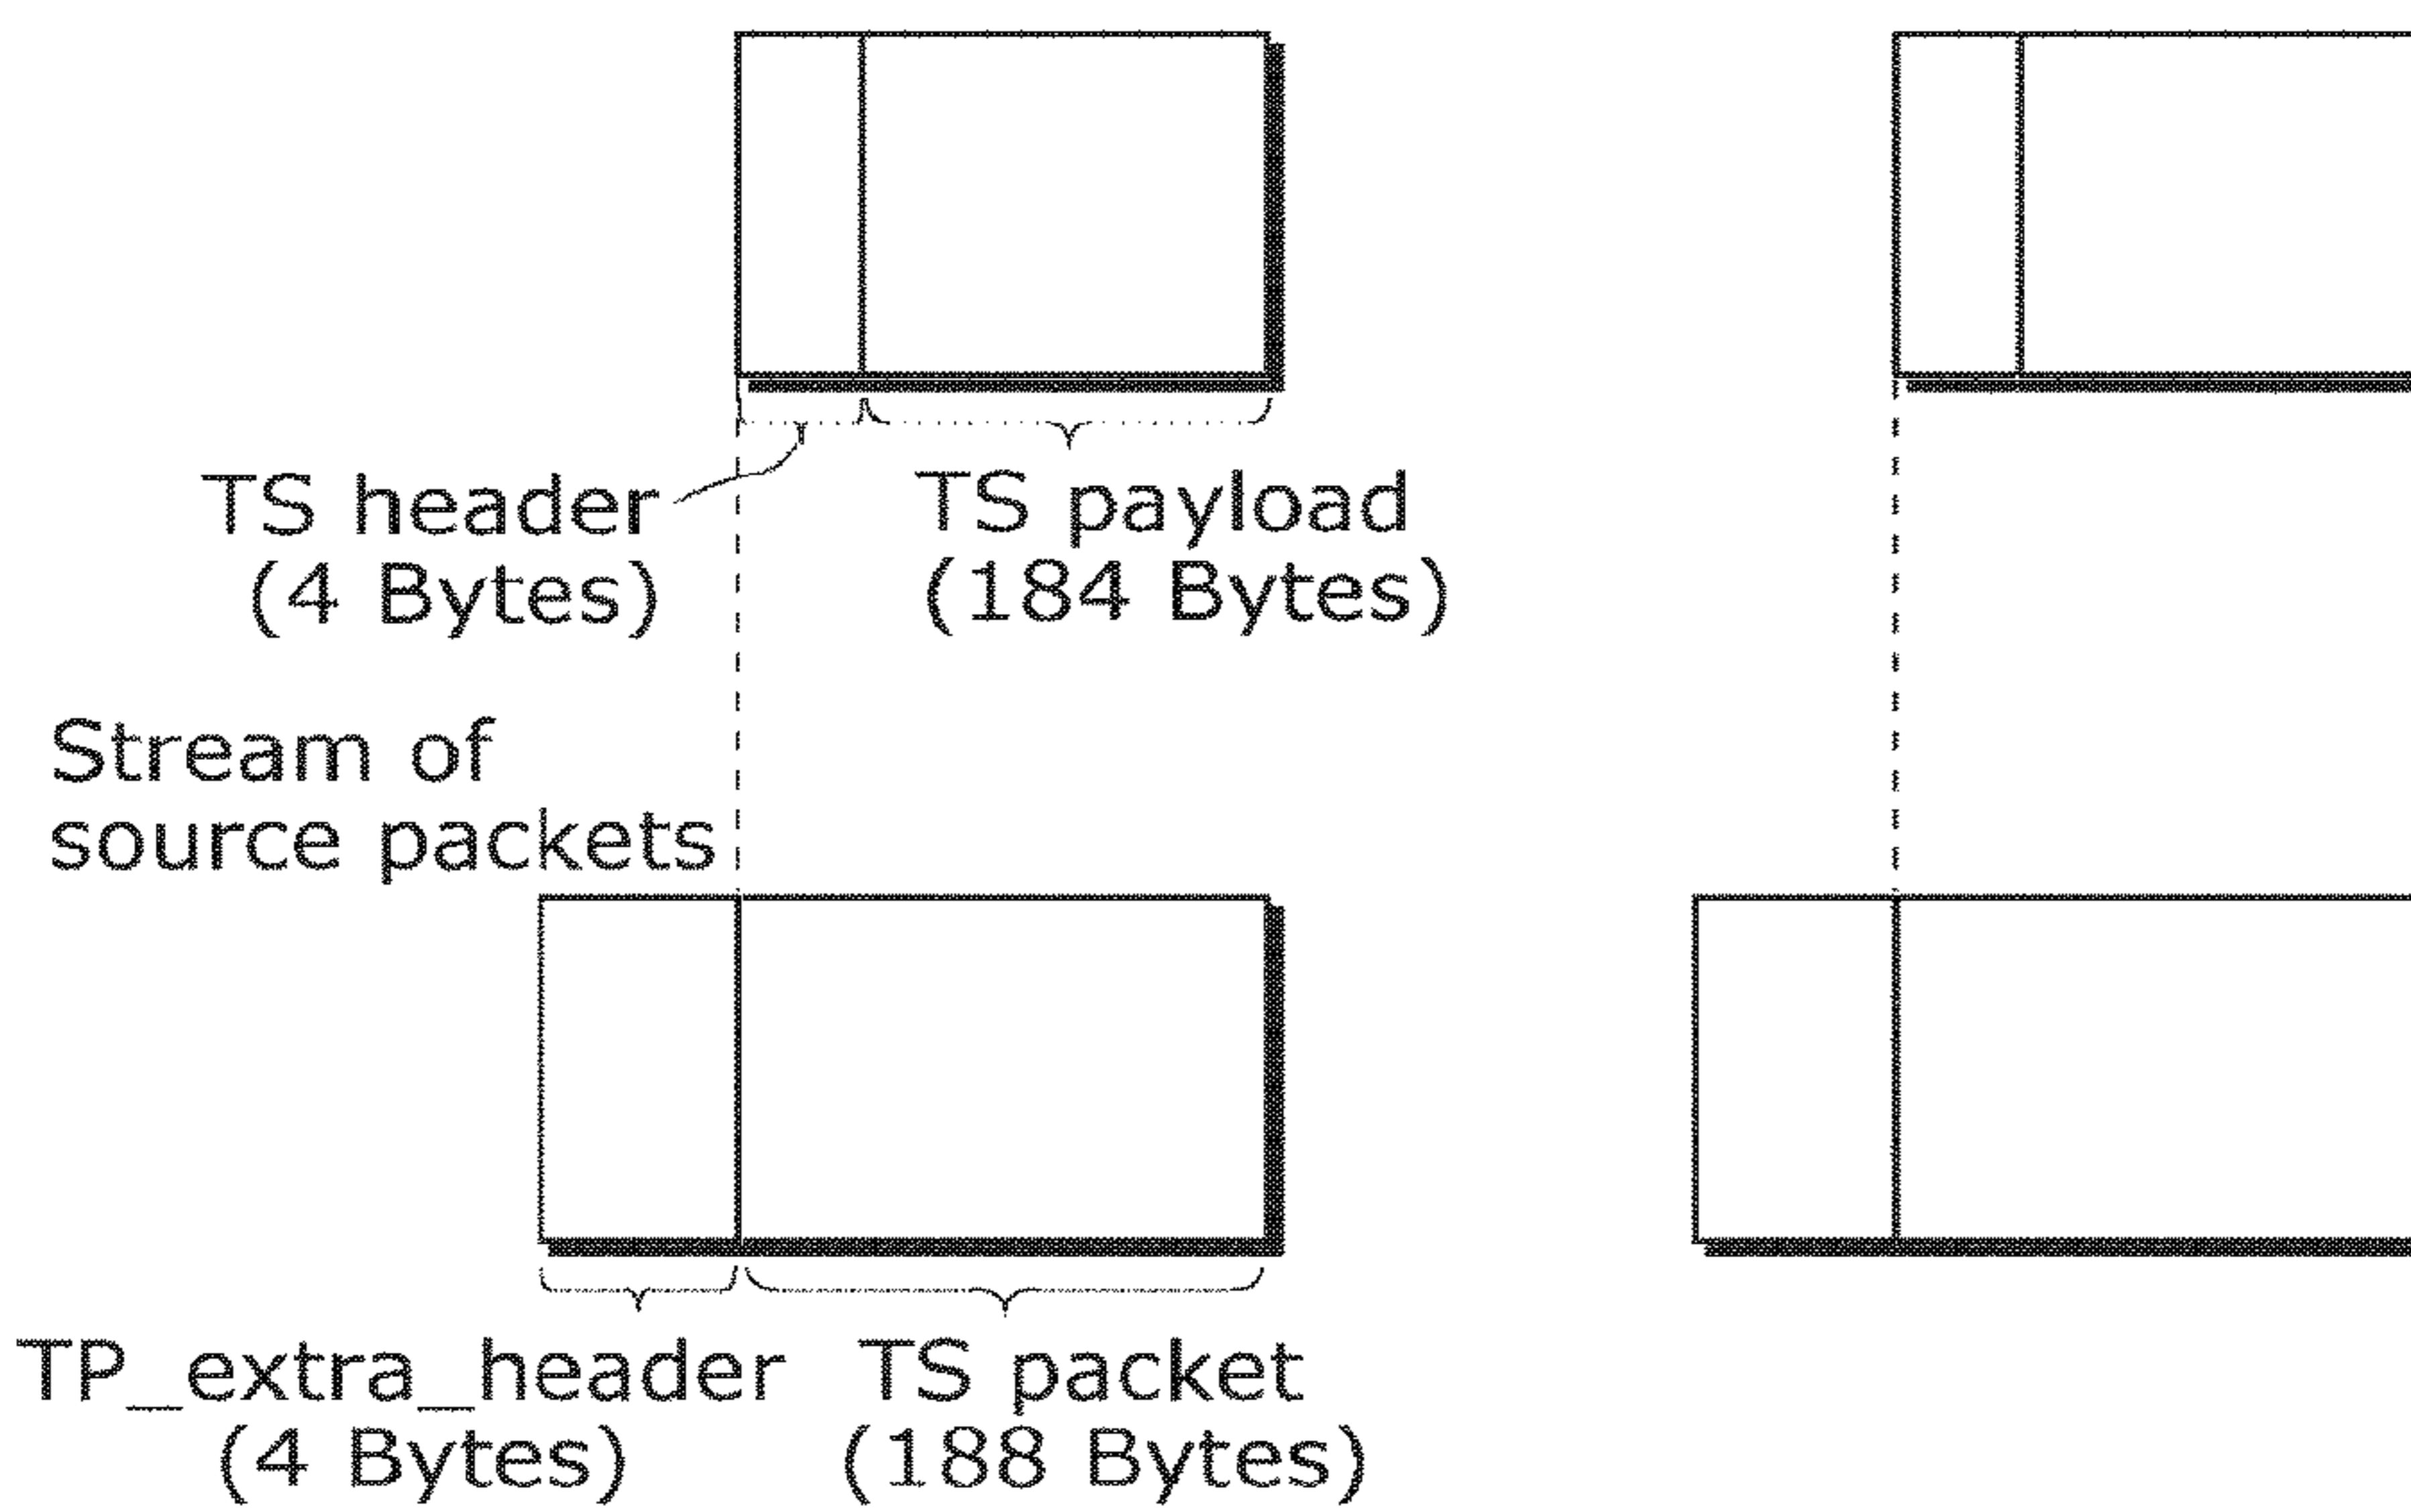 TS header
(4 Bytes)
TS payload
(184 Bytes)
Stream of
source packets
TP_extra_header
(4 Bytes)
TS packet
(188 Bytes)